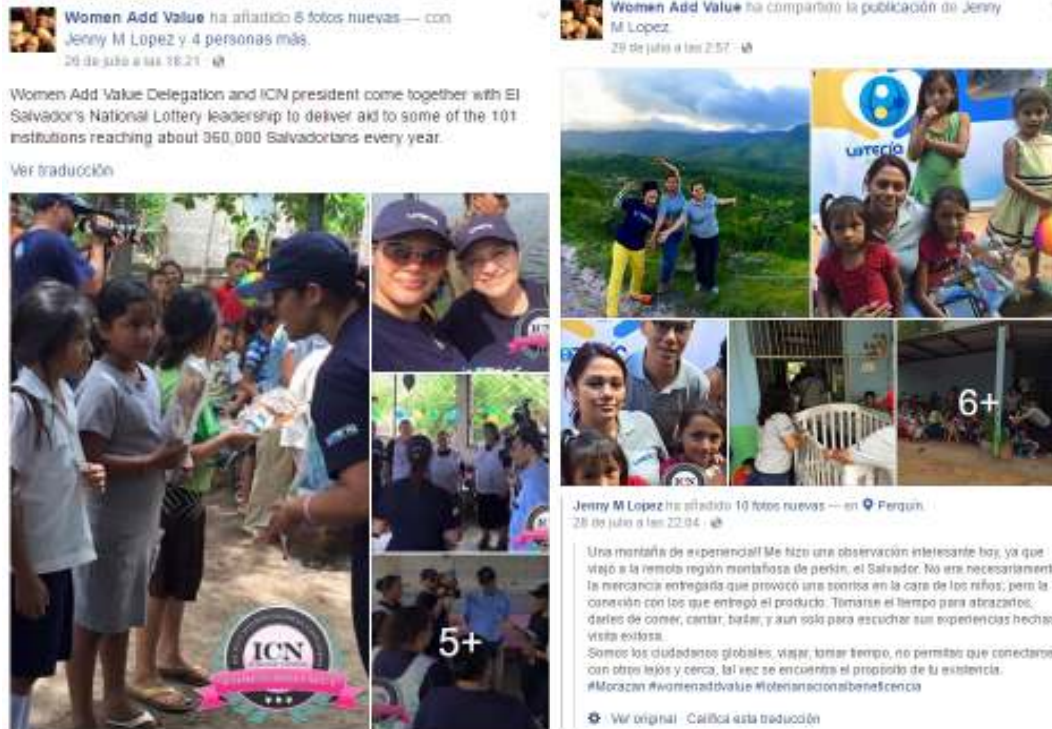 Women Add Value ha añadido 6 fotos nuevas — con
Jenny M Lopez y 4 personas más.
26 de julio a las 18:21
Women Add Value Delegation and ICN president come together with El
Salvador's National Lottery leadership to deliver aid to some of the 101
institutions reaching about 360,000 Salvadorians every year.
Ver traducción
ICN
ICN
5+
Women Add Value ha compartido la publicación de Jenny
M Lopez.
29 de julio a las 2:57
LOTERÍA
ICN
6+
Jenny M Lopez ha añadido 10 fotos nuevas — en Perquín.
28 de julio a las 22:04
Una montaña de experiencia!! Me hizo una observación interesante hoy, ya que
viajó a la remota región montañosa de perkin, el Salvador. No era necesariament
la mercancía entregada que provocó una sonrisa en la cara de los niños; pero la
conexión con los que entregó el producto. Tomarse el tiempo para abrazarlos,
darles de comer, cantar, bailar, y aun solo para escuchar sus experiencias hechas
visita exitosa.
Somos los ciudadanos globales, viajar, tomar tiempo, no permitas que conectarse
con otros lejos y cerca, tal vez se encuentra el propósito de tu existencia.
#Morazan #womenaddvalue #loterianacionalbeneficencia
Ver original · Califica esta traducción